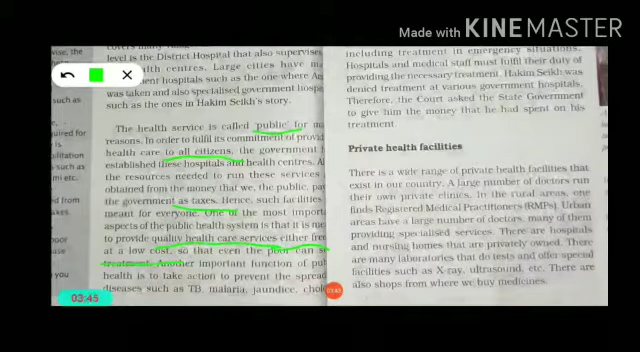 Made with KINEMASTER
covers many
level is the District Hospital that also supervises
health centres. Large cities have
government hospitals such as the one where
was taken and also specialised government
such as the ones in Hakim Seikh's story.
The health service is called 'public' for
reasons. In order to fulfil its commitment of
health care to all citizens, the government
established these hospitals and health centres.
the resources needed to run these services
obtained from the money that we, the public,
the government as taxes. Hence, such facilities
meant for everyone. One of the most
aspects of the public health system is that it is
to provide quality health care services either free
at a low cost, so that even the poor can
treatment. Another important function of
health is to take action to prevent the spread
diseases such as TB, malaria, jaundice,
such as
is
such as
etc.
ed from
you
03:45
including treatment in emergency situations.
Hospitals and medical staff must fulfil their duty of
providing the necessary treatment. Hakim Seikh was
denied treatment at various government hospitals.
Therefore, the Court asked the State Government
to give him the money that he had spent on his
treatment.
Private health facilities
There is a wide range of private health facilities that
exist in our country. A large number of doctors run
their own private clinics. In the rural areas, one
finds Registered Medical Practitioners (RMPs). Urban
areas have a large number of doctors, many of them
providing specialised services. There are hospitals
and nursing homes that are privately owned. There
are many laboratories that do tests and offer special
facilities such as X-ray, ultrasound, etc. There are
also shops from where we buy medicines.